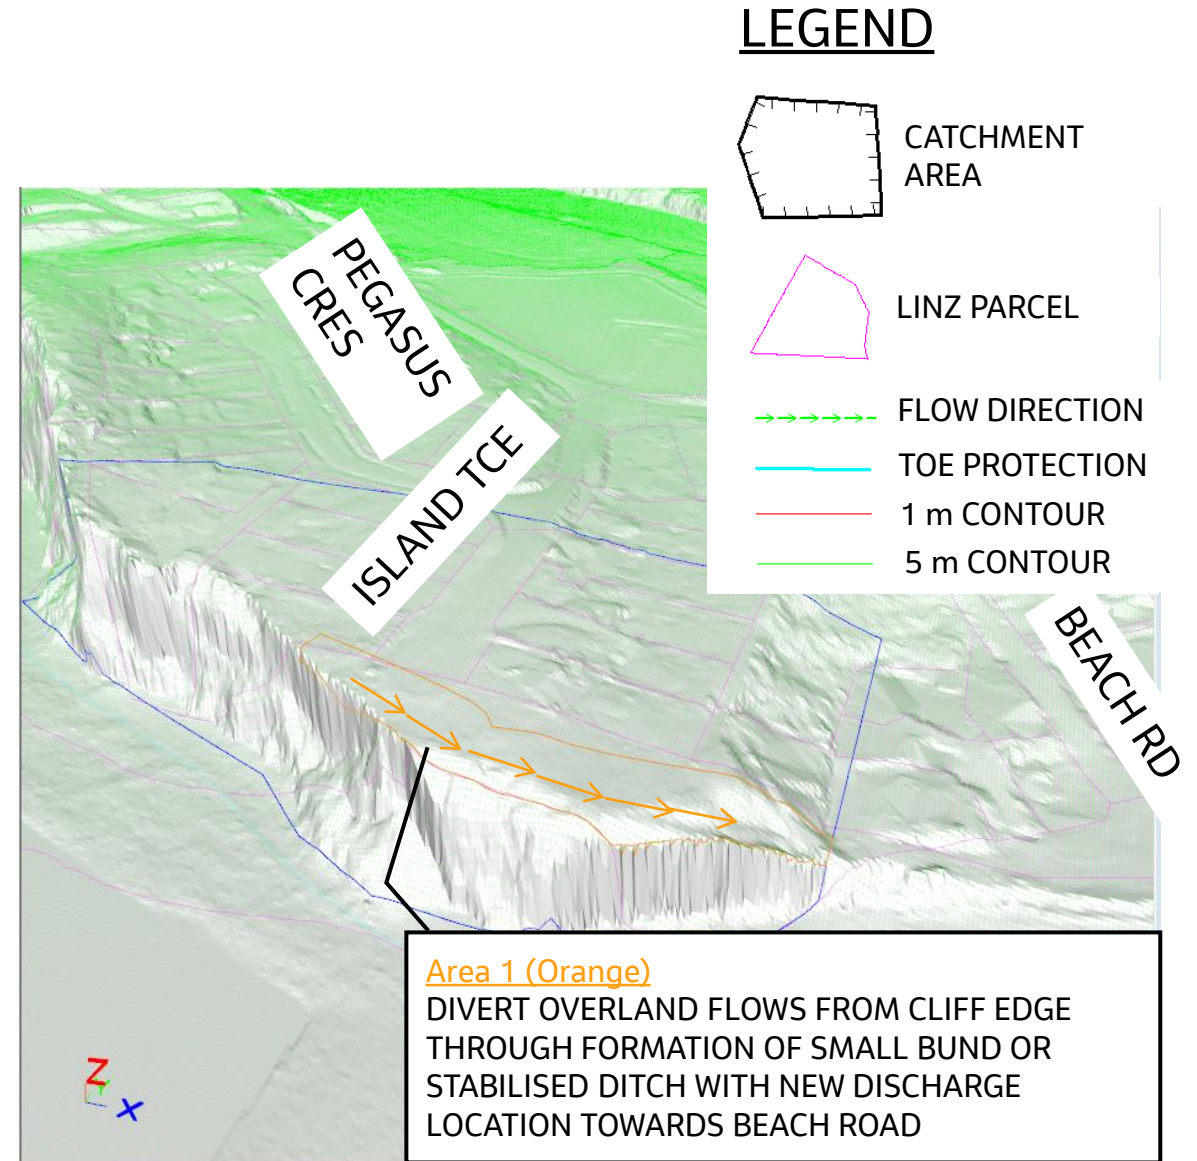 LEGEND
CATCHMENT
AREA
LINZ PARCEL
FLOW DIRECTION
TOE PROTECTION
1 m CONTOUR
5 m CONTOUR
PEGASUS
CRES
ISLAND TCE
BEACH RD
Area 1 (Orange)
DIVERT OVERLAND FLOWS FROM CLIFF EDGE
THROUGH FORMATION OF SMALL BUND OR
STABILISED DITCH WITH NEW DISCHARGE
LOCATION TOWARDS BEACH ROAD
Z
Y
X